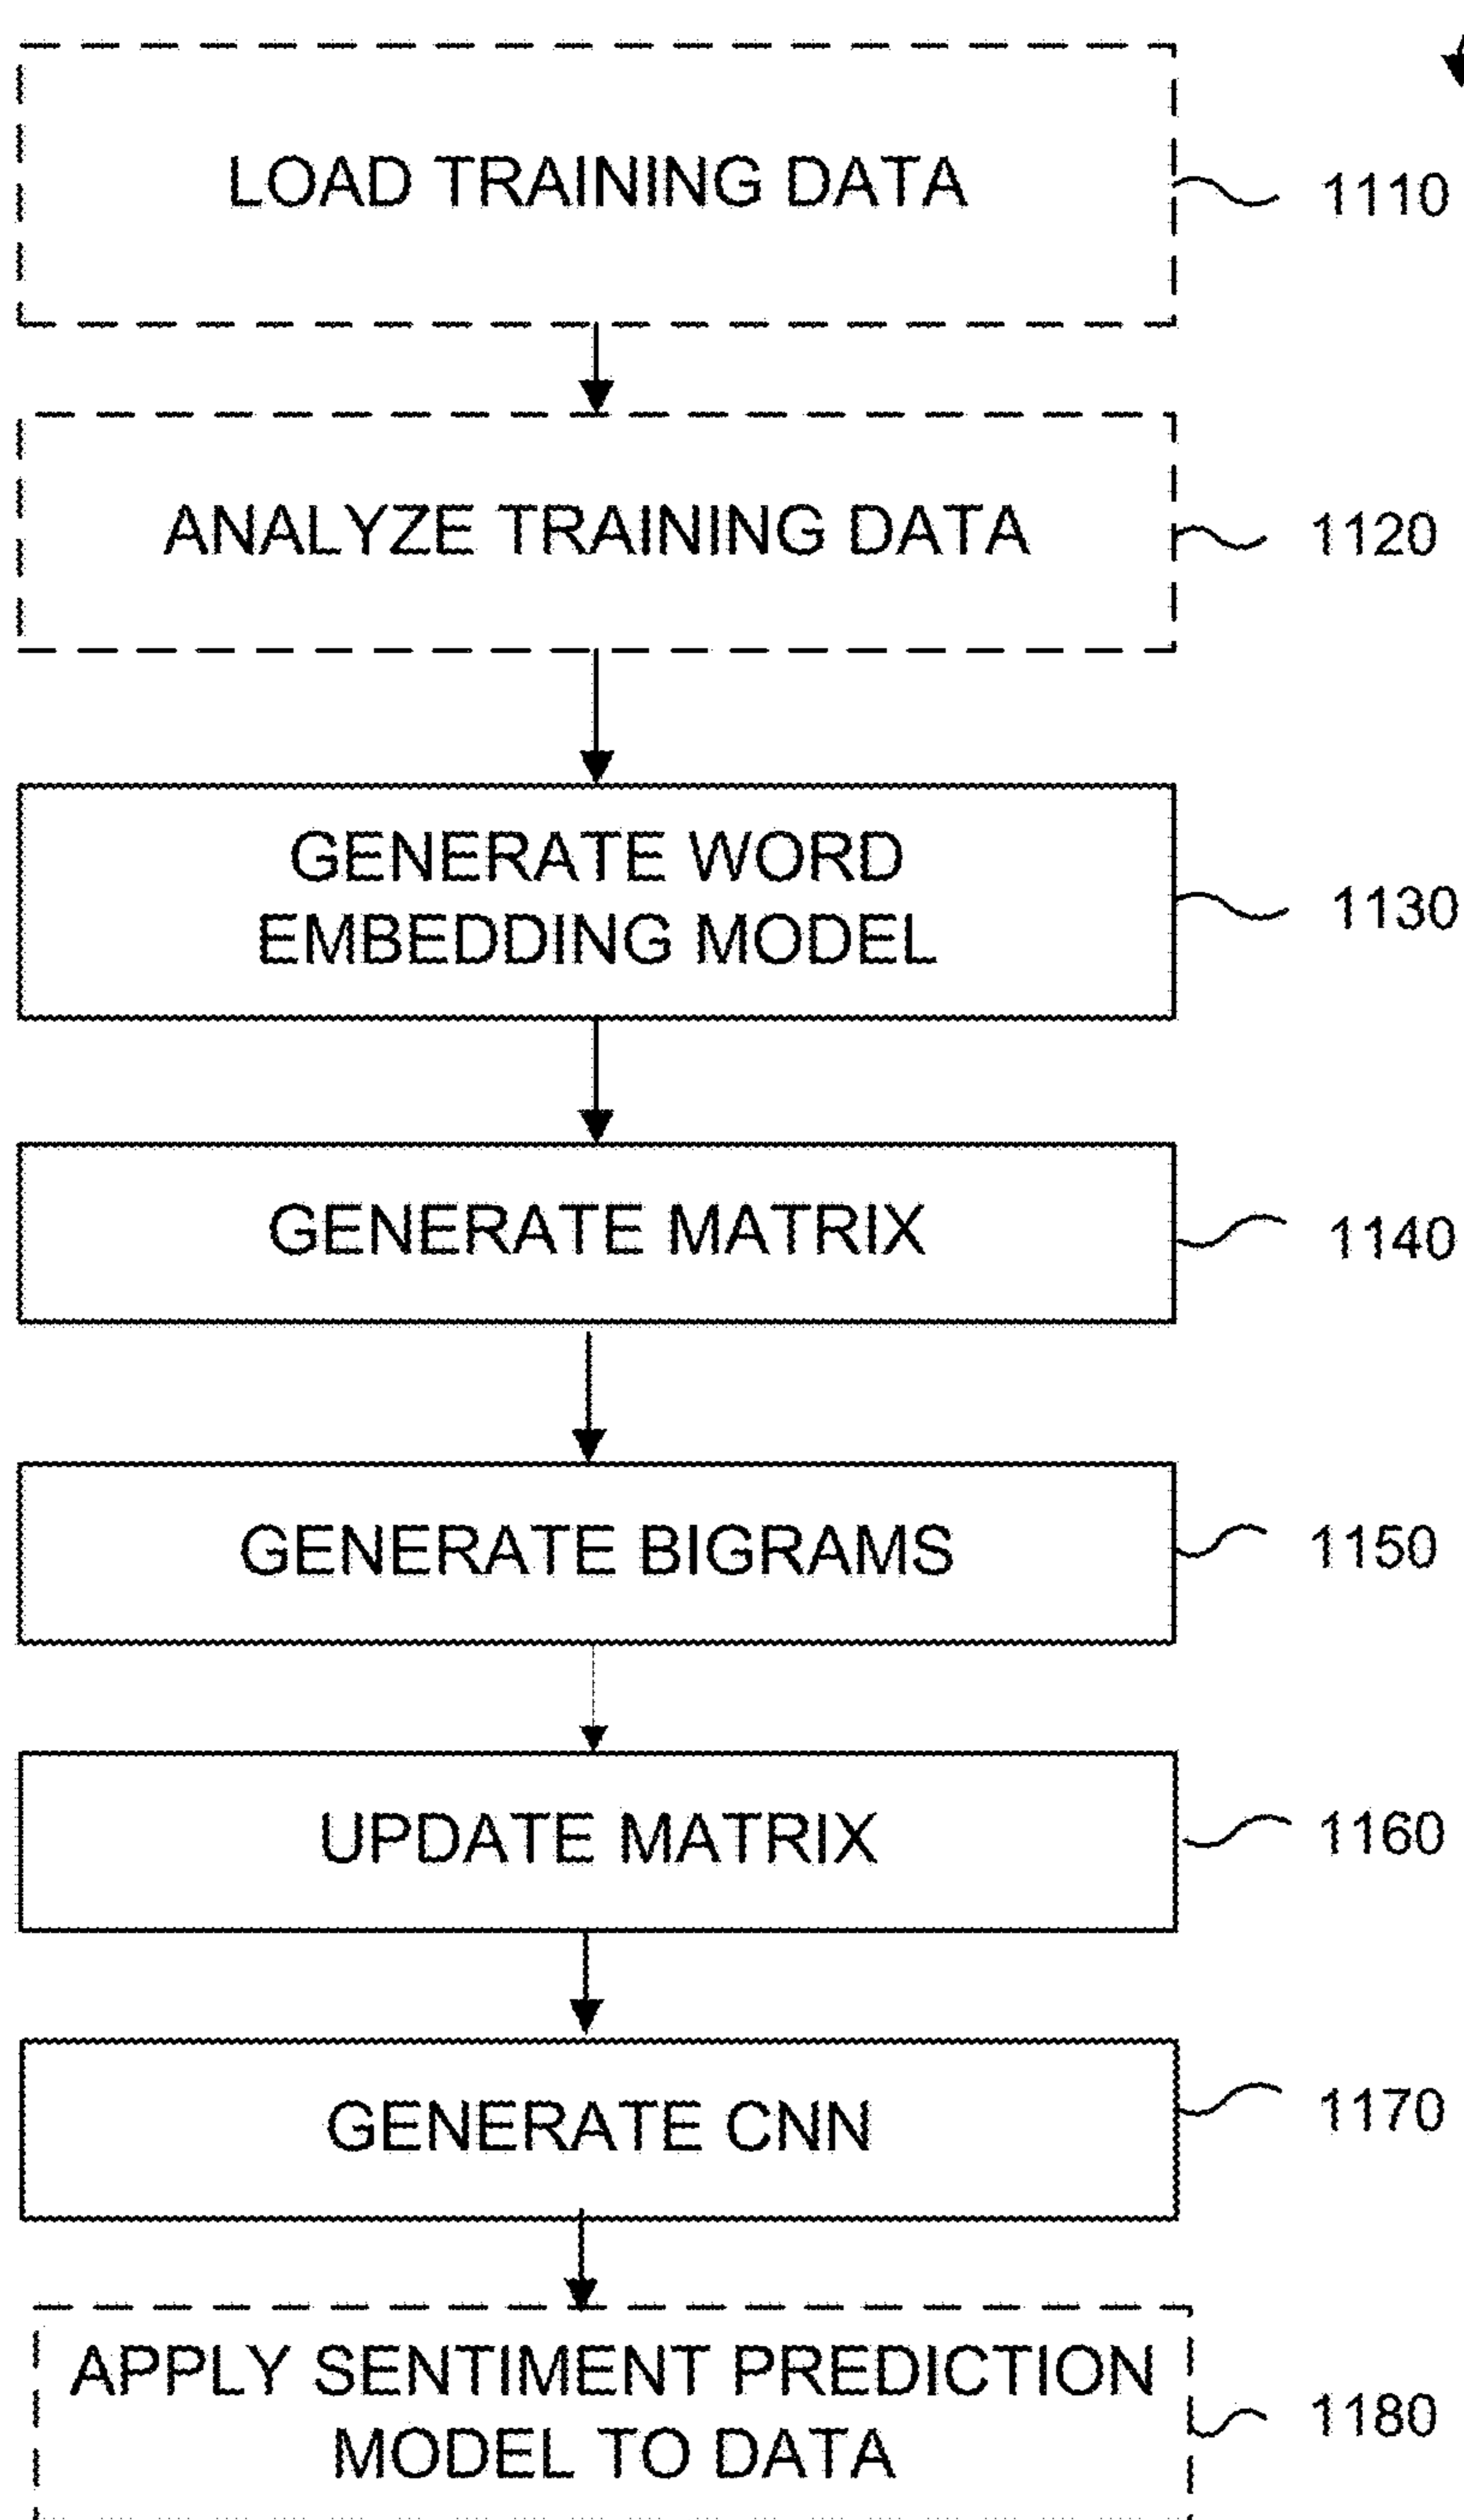 LOAD TRAINING DATA
1110
ANALYZE TRAINING DATA
1120
GENERATE WORD
EMBEDDING MODEL
1130
GENERATE MATRIX
1140
GENERATE BIGRAMS
1150
UPDATE MATRIX
1160
GENERATE CNN
1170
APPLY SENTIMENT PREDICTION
MODEL TO DATA
1180